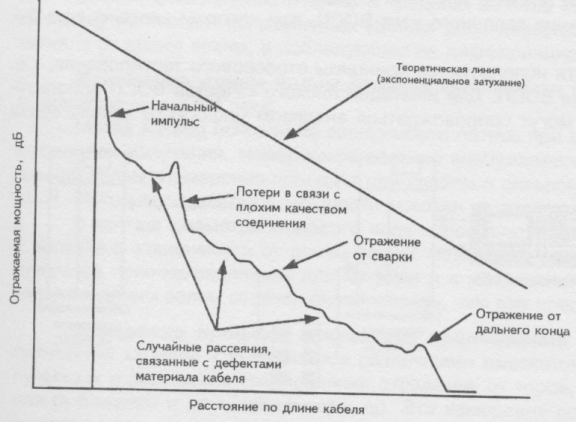 Теоретическая линия
(экспоненциальное затухание)
Начальный
импульс
Потери в связи с
плохим качеством
соединения
Отражение
от сварки
Отражение от
дальнего конца
Случайные рассеяния,
связанные с дефектами
материала кабеля
Отражаемая мощность, дБ
Расстояние по длине кабеля